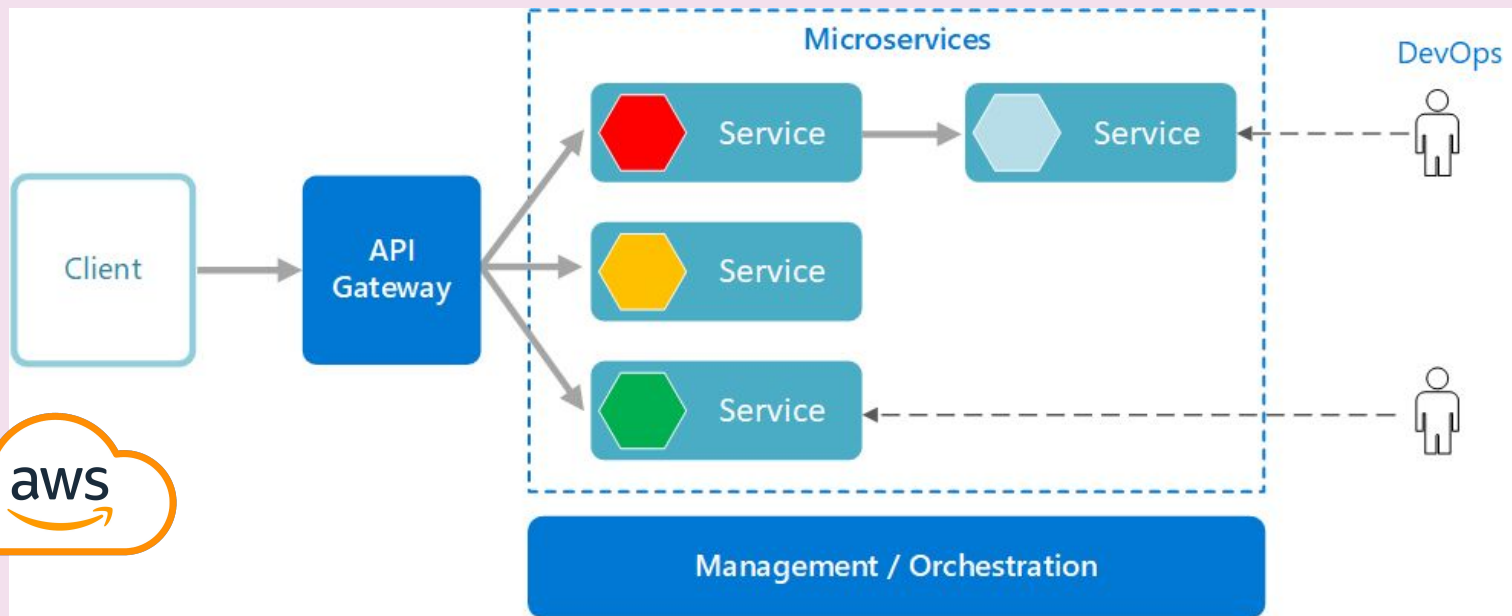 Microservices
DevOps
Service
Service
Client
API
Gateway
Service
Service
aws
Management / Orchestration